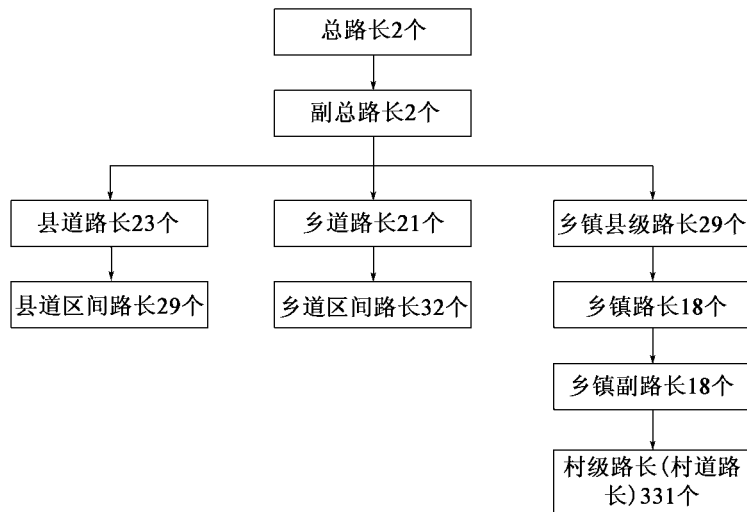 总路长2个
副总路长2个
县道路长23个
乡道路长21个
乡镇县级路长29个
县道区间路长29个
乡道区间路长32个
乡镇路长18个
乡镇副路长18个
村级路长(村道路
长)331个